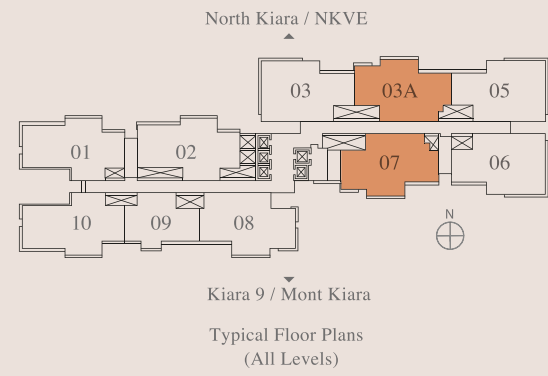 North Kiara / NKVE
03
03A
05
01
02
07
06
10
09
08
N
Kiara 9 / Mont Kiara
Typical Floor Plans
(All Levels)